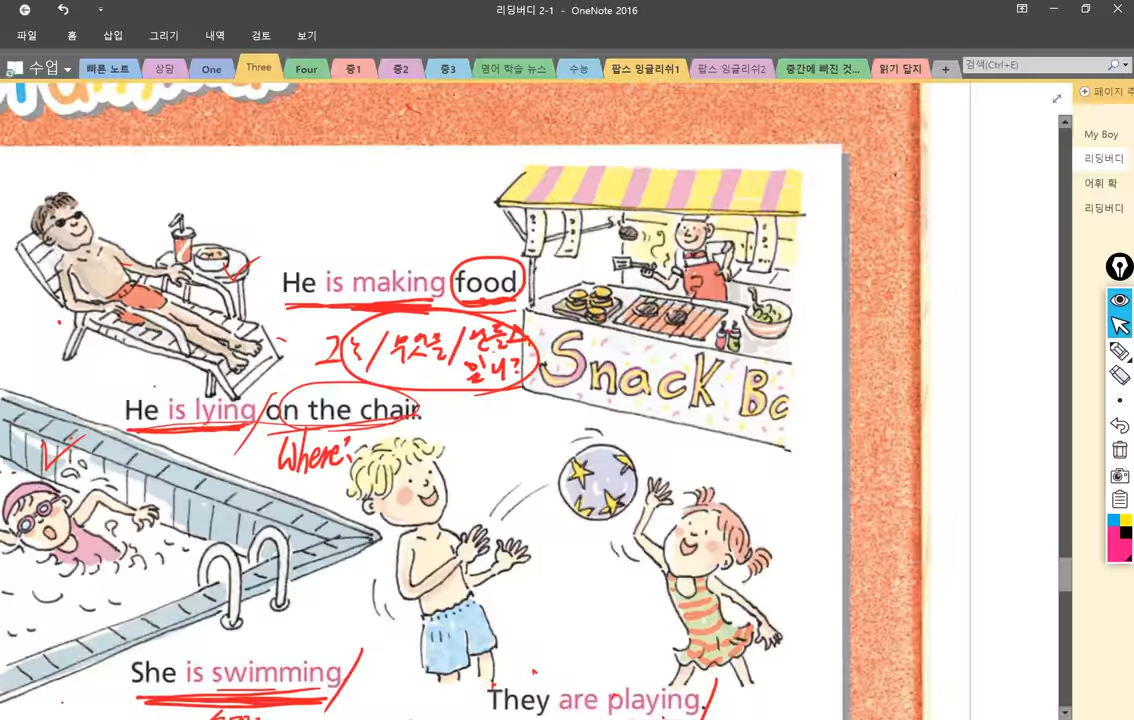 리딩버디 2-1 - OneNote 2016
파일 홈 삽입 그리기 내역 검토 보기
수업 빠른 노트 상담 One Three Four 중1 중2 중3 영어 학습 뉴스 수능 팝스 잉글리쉬1 팝스 잉글리쉬2 중간에 빠진 것... 읽기 답지 + 검색(Ctrl+E)
페이지 추
My Boy
리딩버디
어휘 확
리딩버디
He is making food
그는/무엇을/만들고
있니?
Snack Ba
He is lying on the chair.
Where?
She is swimming.
They are playing.